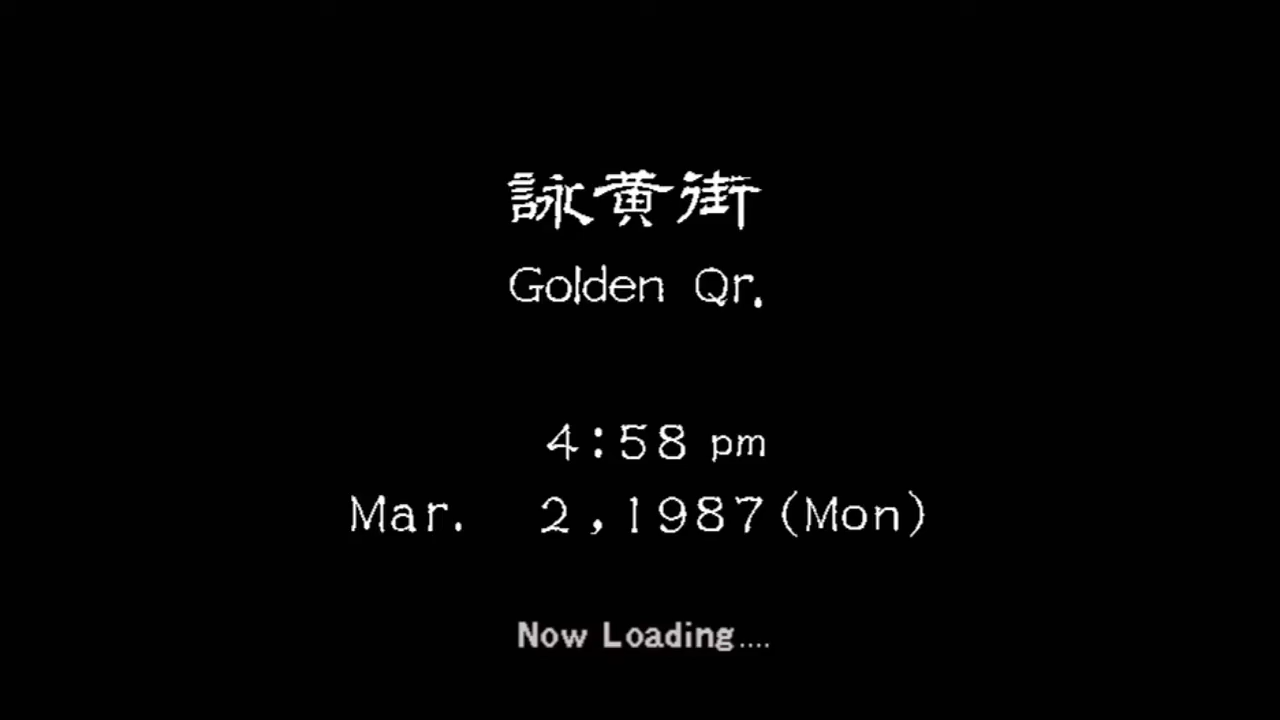 詠黄街
Golden Qr.
4:58 pm
Mar. 2,1987(Mon)
Now Loading....